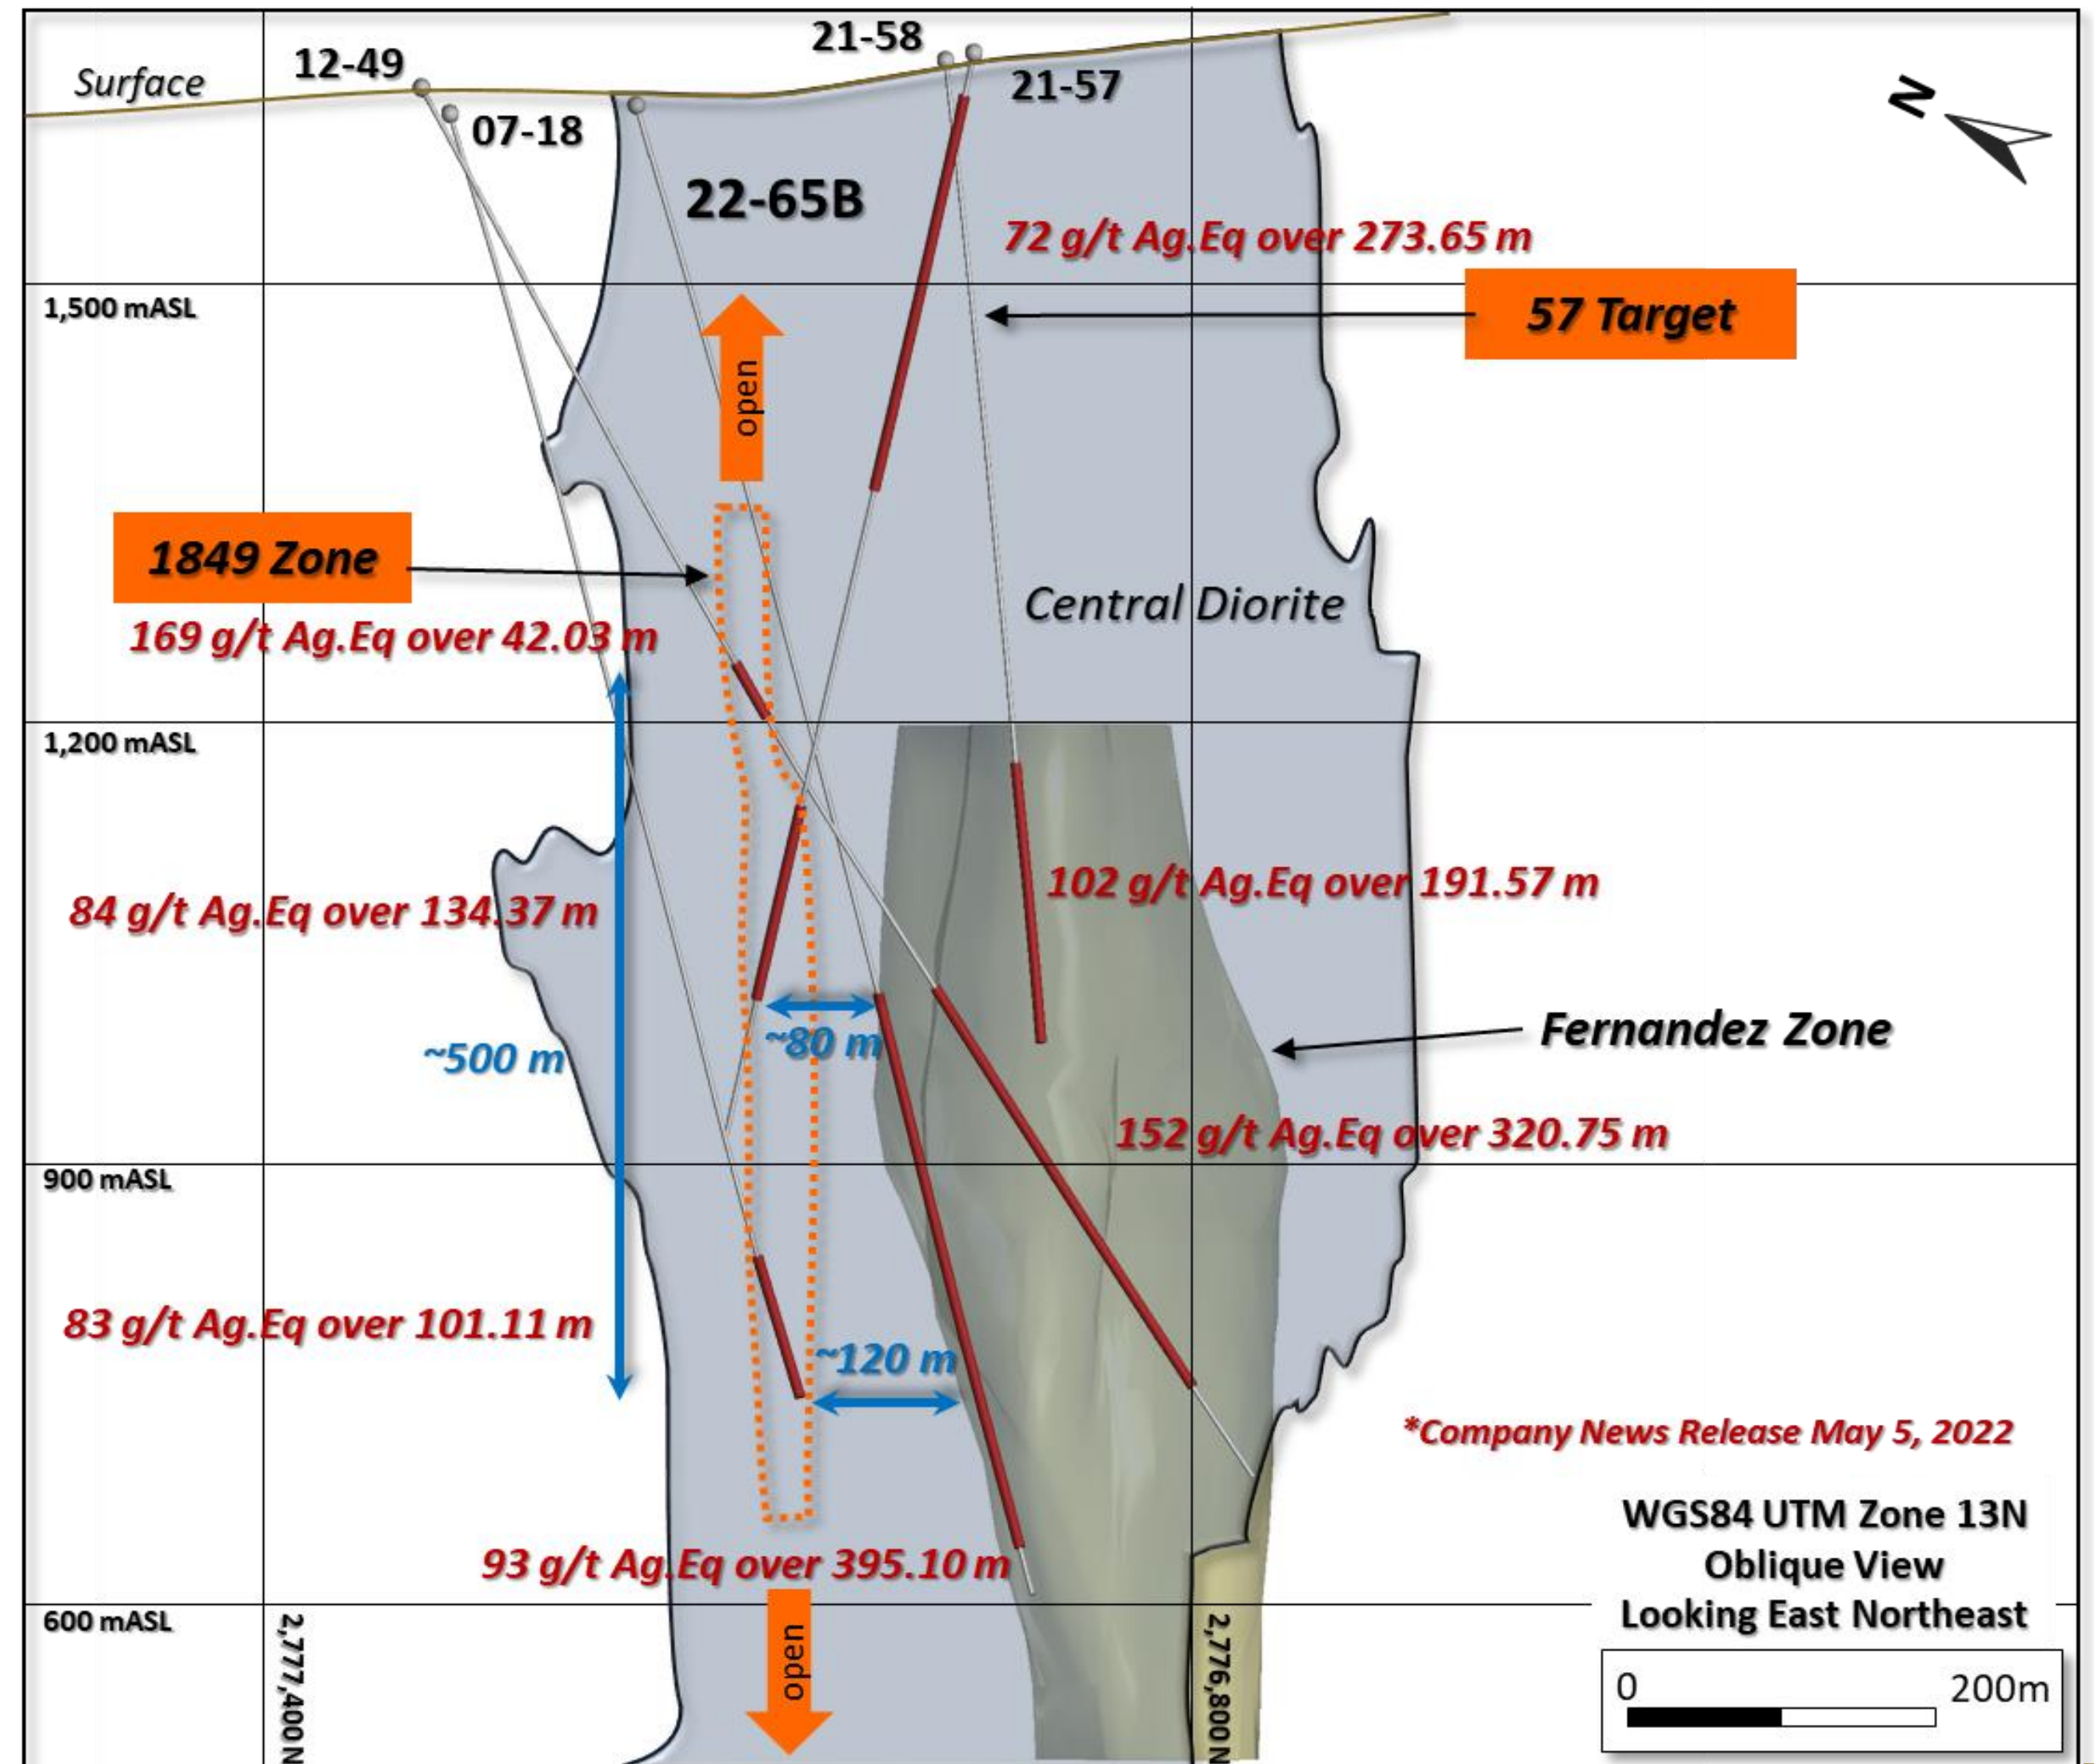 21-58
12-49
Surface
21-57
07-18
N
22-65B
72 g/t Ag.Eq over 273.65 m
1,500 mASL
57 Target
open
1849 Zone
Central Diorite
169 g/t Ag.Eq over 42.03 m
1,200 mASL
102 g/t Ag.Eq over 191.57 m
84 g/t Ag.Eq over 134.37 m
Fernandez Zone
~80 m
~500 m
152 g/t Ag.Eq over 320.75 m
900 mASL
83 g/t Ag.Eq over 101.11 m
~120 m
*Company News Release May 5, 2022
WGS84 UTM Zone 13N
Oblique View
Looking East Northeast
93 g/t Ag.Eq over 395.10 m
600 mASL
2,777,400 N
open
2,776,800 N
0 200m